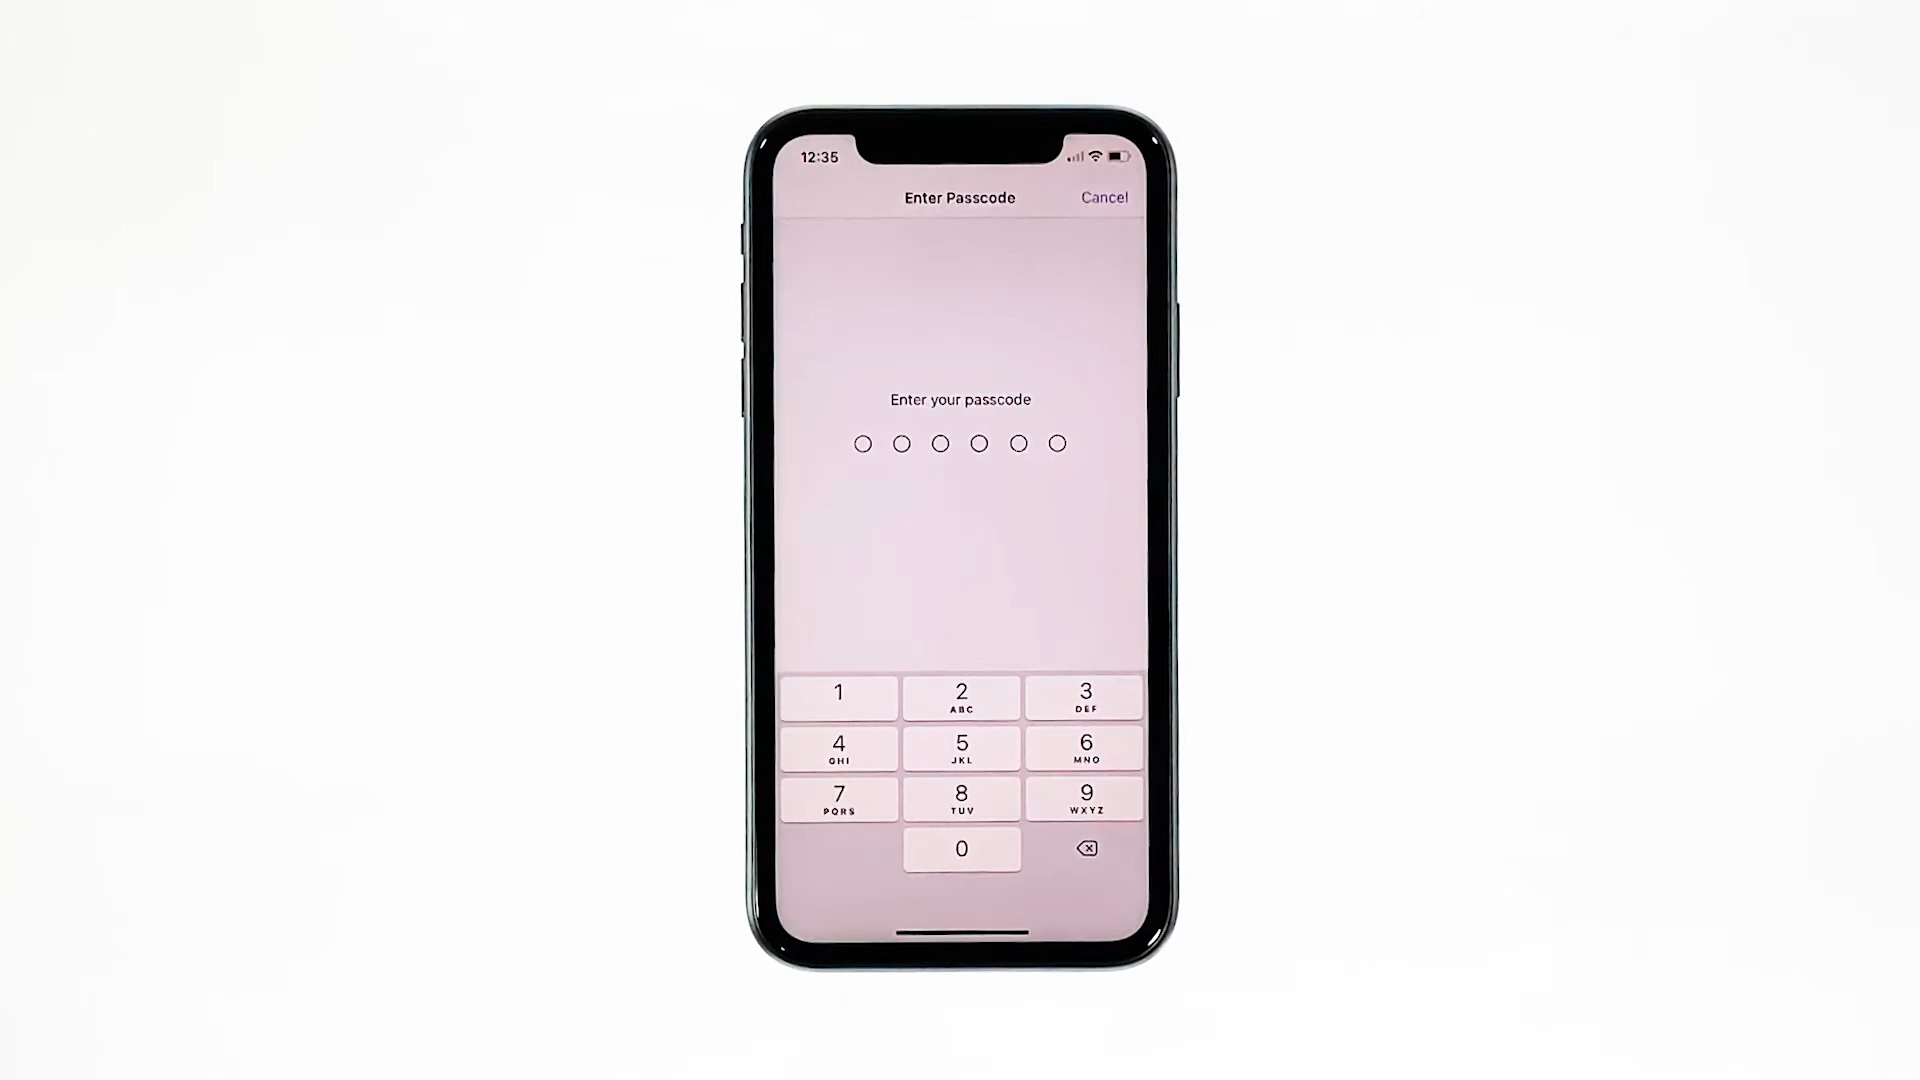 12:35
Enter Passcode Cancel
Enter your passcode
1 2 3
ABC DEF
4 5 6
GHI JKL MNO
7 8 9
PQRS TUV WXYZ
0